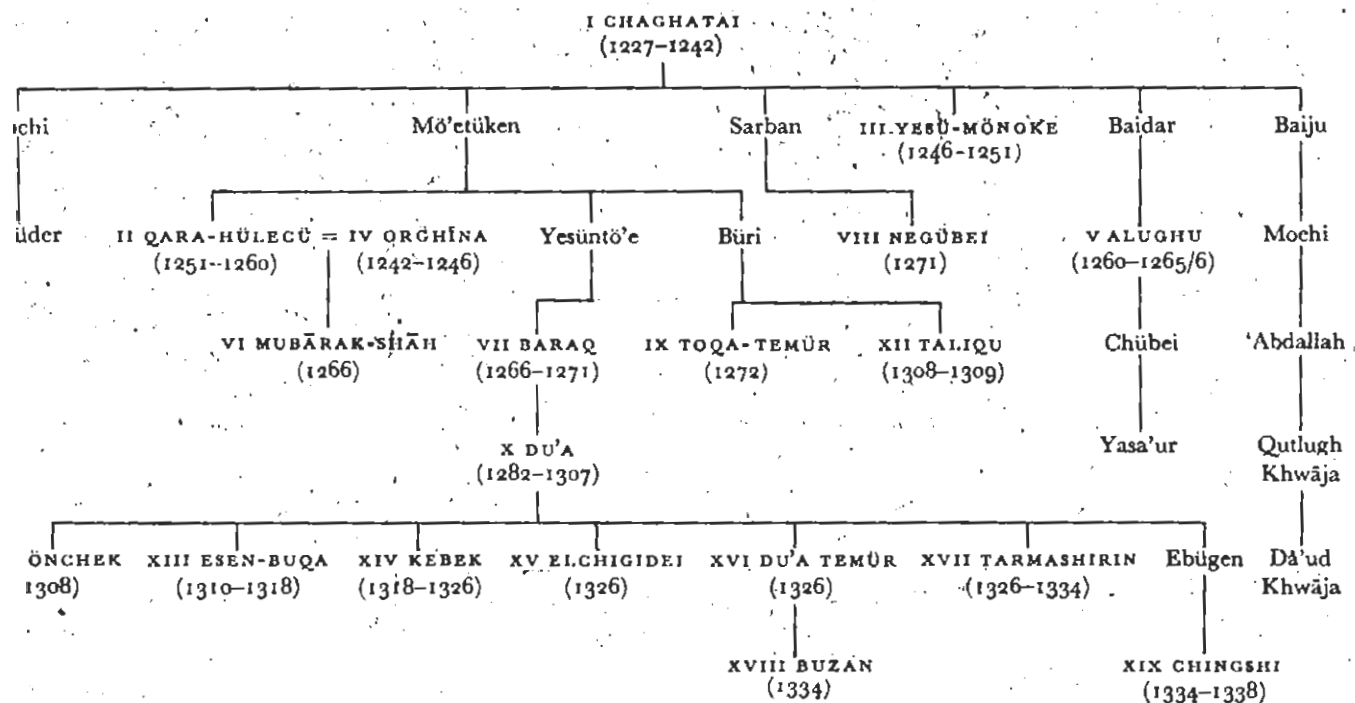 I CHAGHATAI
(1227–1242)
Mö'etüken Sarban III YESÜ-MÖNGKE Baidar Baiju
(1246–1251)
II QARA-HÜLEGÜ = IV ORGHĪNA Yesüntö'e Büri VIII NEGÜBEI V ALUGHU Mochi
(1251–1260) (1242–1246) (1271) (1260–1265/6)
VI MUBĀRAK-SHĀH VII BARAQ IX TOQA-TEMÜR XII TALIQU Chübei 'Abdallah
(1266) (1266–1271) (1272) (1308–1309)
X DU'A Yasa'ur Qutlugh
(1282–1307) Khwāja
ÖNCHEK XIII ESEN-BUQA XIV KEBEK XV ELCHIGIDEI XVI DU'A TEMÜR XVII TARMASHIRIN Ebügen Dā'ud
1308) (1310–1318) (1318–1326) (1326) (1326) (1326–1334) Khwāja
XVIII BUZAN XIX CHINGSHI
(1334) (1334–1338)